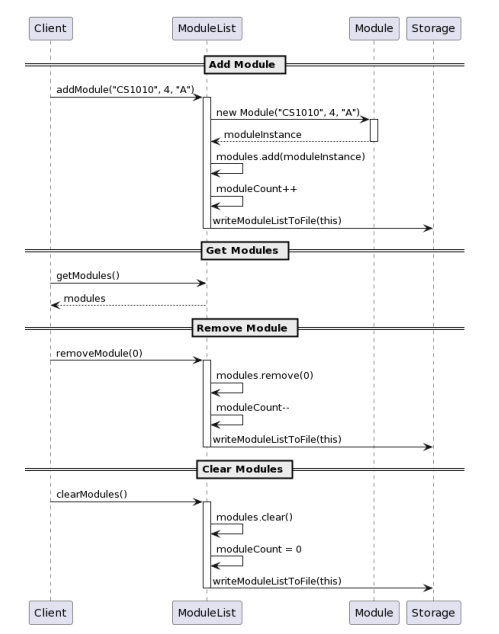 Client ModuleList Module Storage
Add Module
addModule("CS1010", 4, "A")
new Module("CS1010", 4, "A")
moduleInstance
modules.add(moduleInstance)
moduleCount++
writeModuleListToFile(this)
Get Modules
getModules()
modules
Remove Module
removeModule(0)
modules.remove(0)
moduleCount--
writeModuleListToFile(this)
Clear Modules
clearModules()
modules.clear()
moduleCount = 0
writeModuleListToFile(this)
Client ModuleList Module Storage